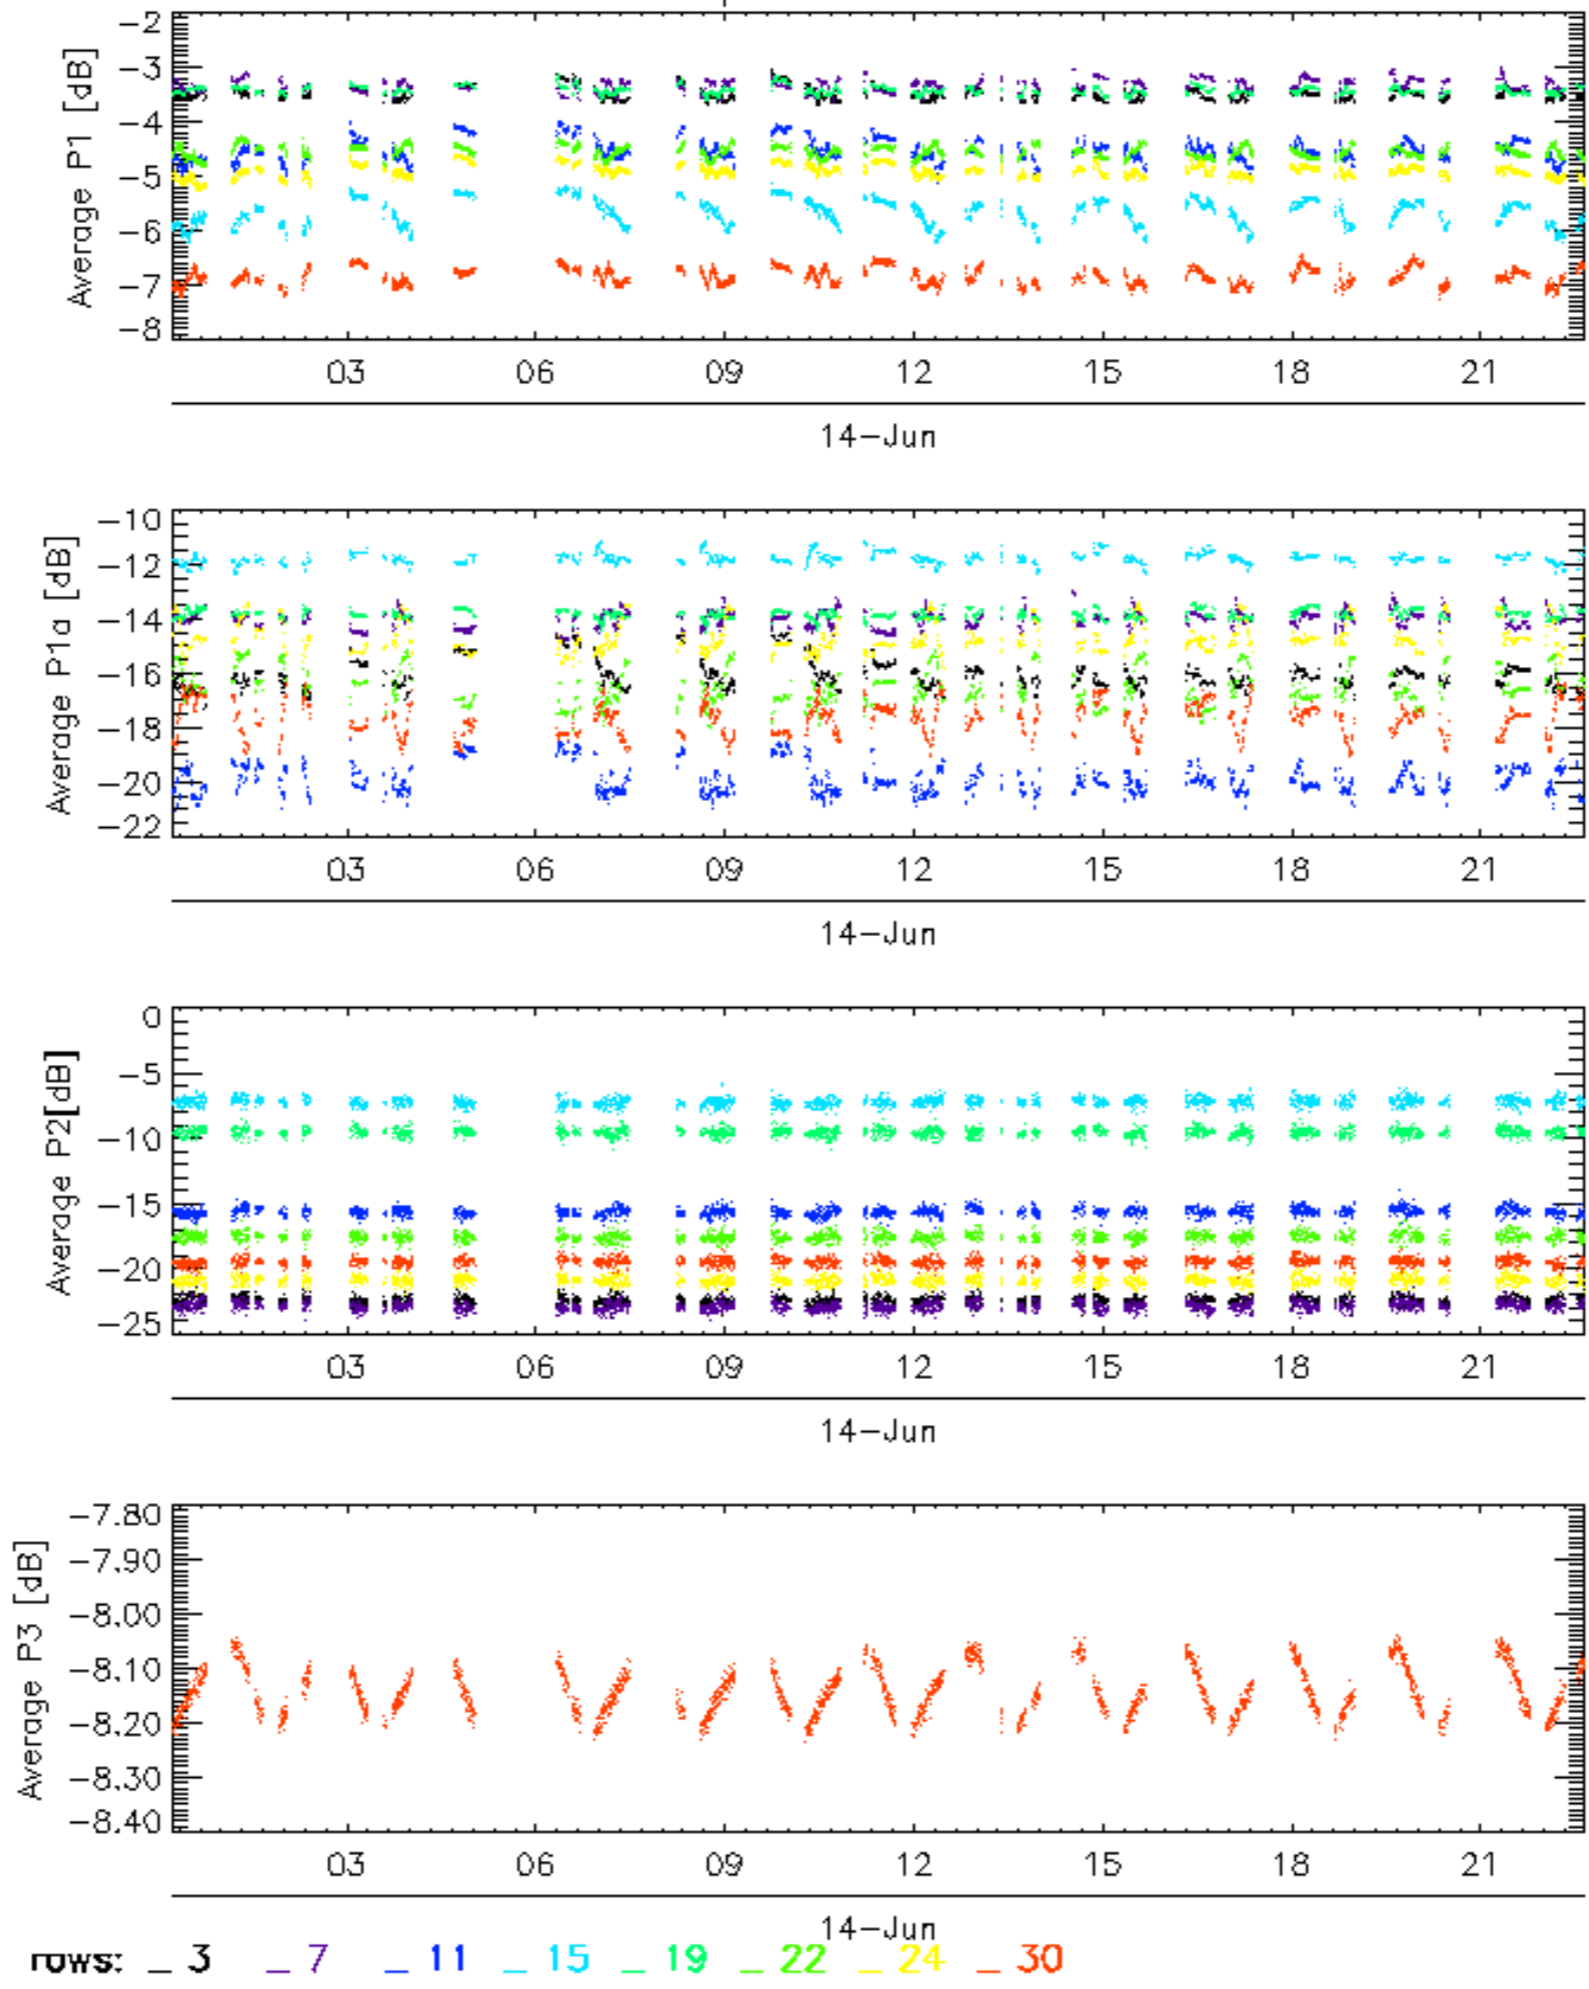 Average P1 [dB]
-2
-3
-4
-5
-6
-7
-8
03 06 09 12 15 18 21
14-Jun
Average P1a [dB]
-10
-12
-14
-16
-18
-20
-22
03 06 09 12 15 18 21
14-Jun
Average P2[dB]
0
-5
-10
-15
-20
-25
03 06 09 12 15 18 21
14-Jun
Average P3 [dB]
-7.80
-7.90
-8.00
-8.10
-8.20
-8.30
-8.40
03 06 09 12 15 18 21
14-Jun
rows: _ 3 _ 7 _ 11 _ 15 _ 19 _ 22 _ 24 _ 30